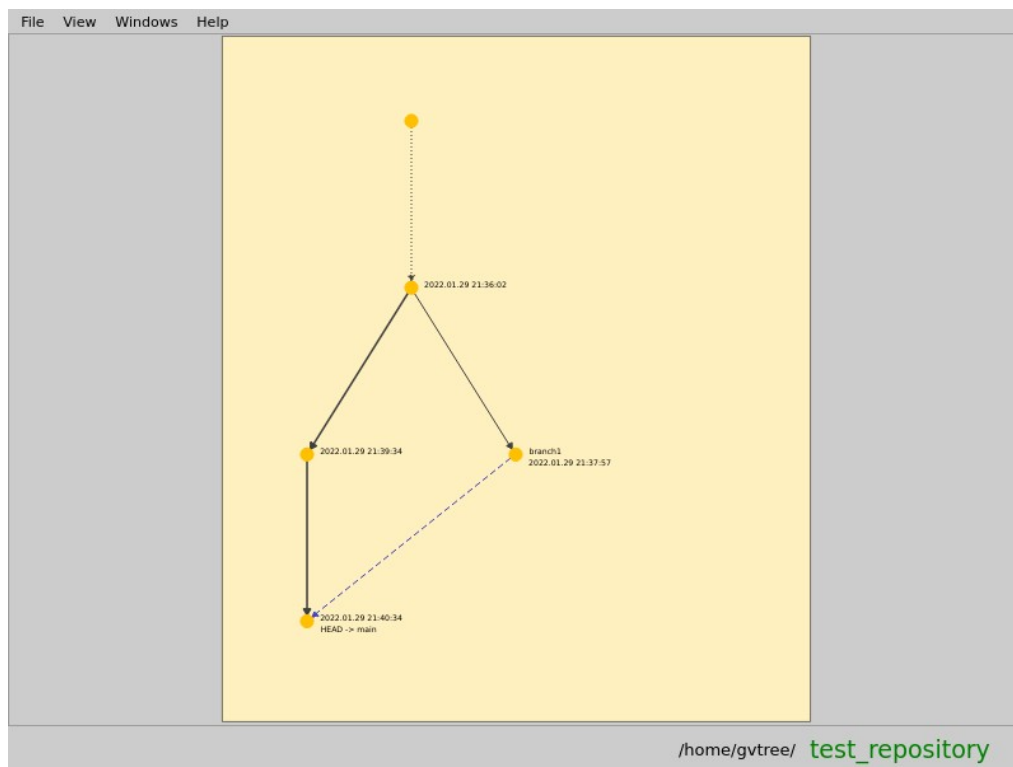 File View Windows Help
2022.01.29 21:36:02
2022.01.29 21:39:34
branch1
2022.01.29 21:37:57
2022.01.29 21:40:34
HEAD -> main
/home/gvtree/ test_repository